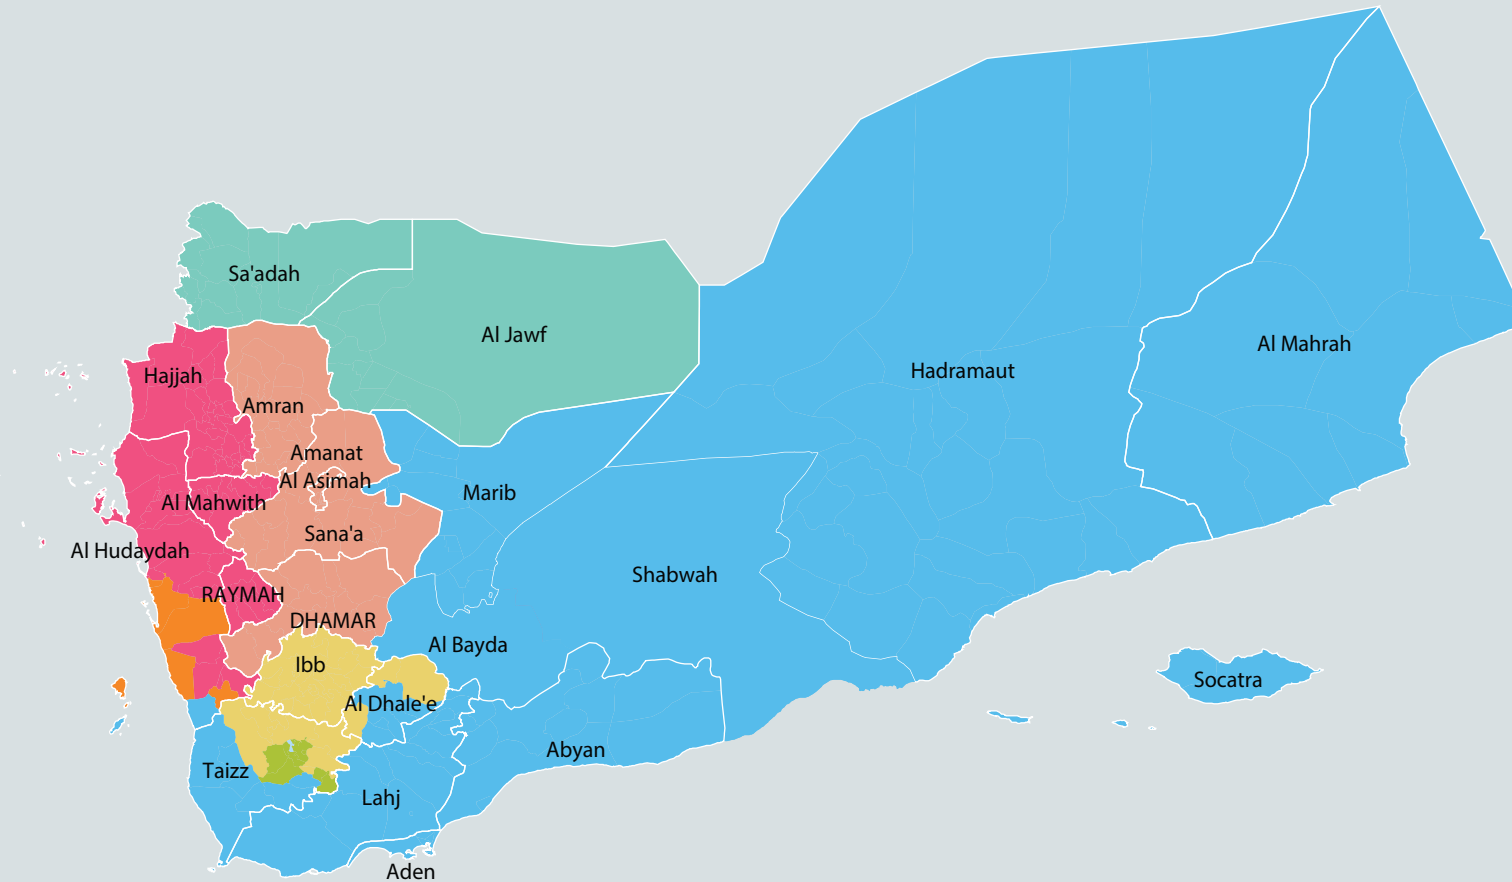 Sa'adah
Al Jawf
Hajjah
Al Mahrah
Hadramaut
Amran
Amanat
Al Asimah
Marib
Al Mahwith
Sana'a
Al Hudaydah
Shabwah
RAYMAH
DHAMAR
Al Bayda
Ibb
Socatra
Al Dhale'e
Abyan
Taizz
Lahj
Aden